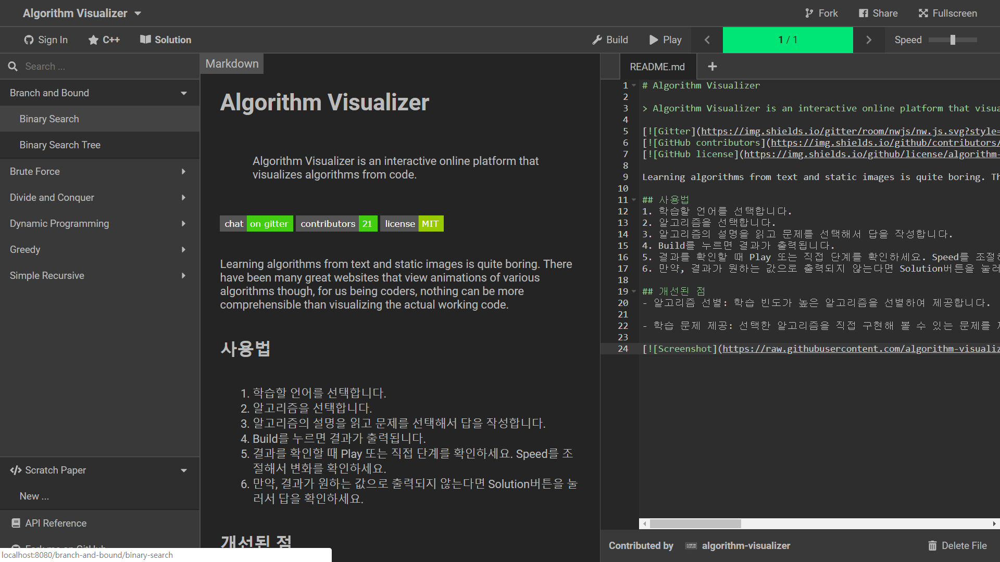 Algorithm Visualizer
Fork
Share
Fullscreen
Sign In
C++
Solution
Build
Play
1 / 1
Speed
Search ...
Branch and Bound
Binary Search
Binary Search Tree
Brute Force
Divide and Conquer
Dynamic Programming
Greedy
Simple Recursive
Scratch Paper
New ...
API Reference
localhost:8080/branch-and-bound/binary-search
Markdown
Algorithm Visualizer
Algorithm Visualizer is an interactive online platform that
visualizes algorithms from code.
chat on gitter contributors 21 license MIT
Learning algorithms from text and static images is quite boring. There
have been many great websites that view animations of various
algorithms though, for us being coders, nothing can be more
comprehensible than visualizing the actual working code.
사용법
1. 학습할 언어를 선택합니다.
2. 알고리즘을 선택합니다.
3. 알고리즘의 설명을 읽고 문제를 선택해서 답을 작성합니다.
4. Build를 누르면 결과가 출력됩니다.
5. 결과를 확인할 때 Play 또는 직접 단계를 확인하세요. Speed를 조
절해서 변화를 확인하세요.
6. 만약, 결과가 원하는 값으로 출력되지 않는다면 Solution버튼을 눌
러서 답을 확인하세요.
개선된 점
README.md
1 # Algorithm Visualizer
2
3 > Algorithm Visualizer is an interactive online platform that visua
4
5 [![Gitter](https://img.shields.io/gitter/room/nwjs/nw.js.svg?style=
6 [![GitHub contributors](https://img.shields.io/github/contributors/
7 [![GitHub license](https://img.shields.io/github/license/algorithm-
8
9 Learning algorithms from text and static images is quite boring. Th
10
11 ## 사용법
12 1. 학습할 언어를 선택합니다.
13 2. 알고리즘을 선택합니다.
14 3. 알고리즘의 설명을 읽고 문제를 선택해서 답을 작성합니다.
15 4. Build를 누르면 결과가 출력됩니다.
16 5. 결과를 확인할 때 Play 또는 직접 단계를 확인하세요. Speed를 조절
17 6. 만약, 결과가 원하는 값으로 출력되지 않는다면 Solution버튼을 눌러
18
19 ## 개선된 점
20 - 알고리즘 선별: 학습 빈도가 높은 알고리즘을 선별하여 제공합니다.
21
22 - 학습 문제 제공: 선택한 알고리즘을 직접 구현해 볼 수 있는 문제를
23
24 [![Screenshot](https://raw.githubusercontent.com/algorithm-visualiz
Contributed by algorithm-visualizer
Delete File